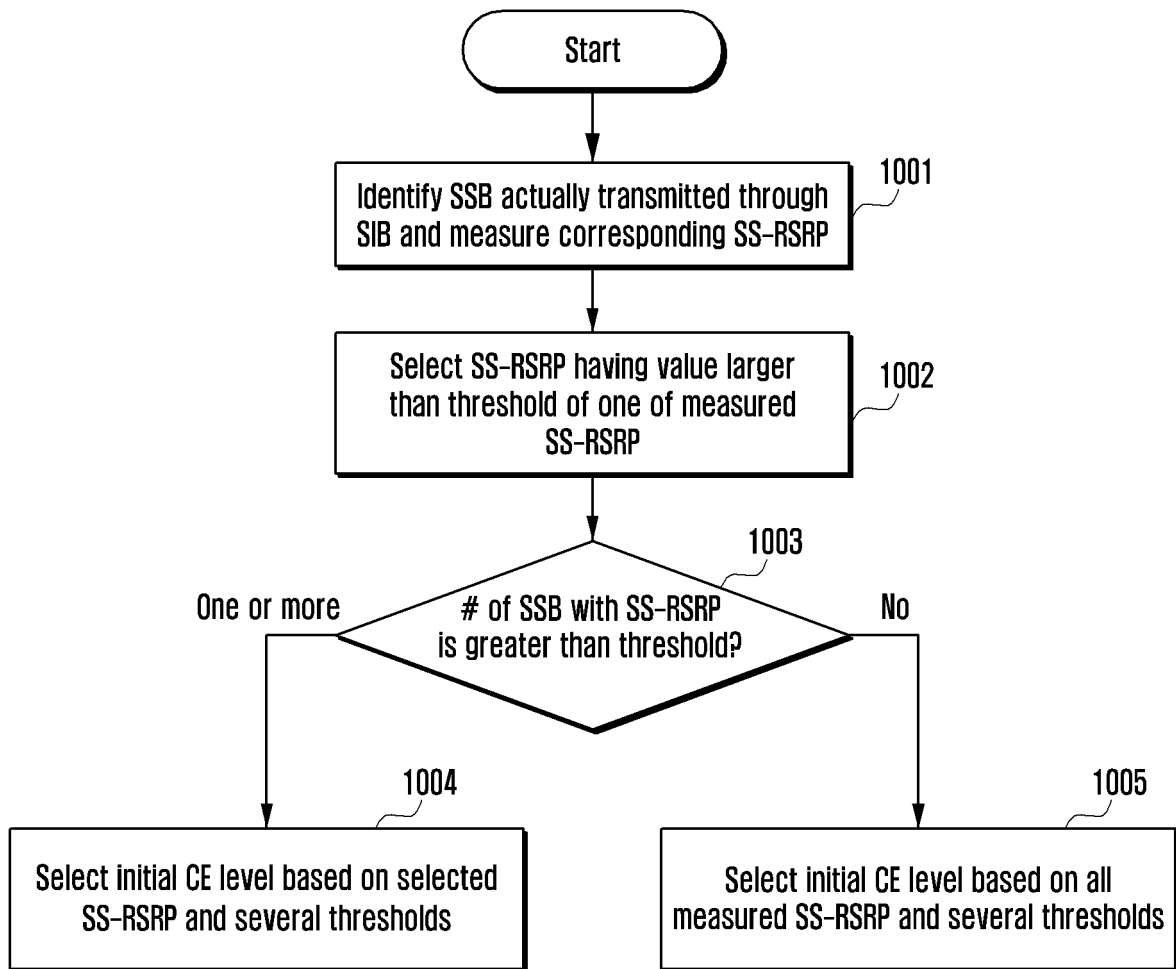 Start
1001
Identify SSB actually transmitted through
SIB and measure corresponding SS-RSRP
1002
Select SS-RSRP having value larger
than threshold of one of measured
SS-RSRP
1003
One or more
# of SSB with SS-RSRP
is greater than threshold?
No
1004
Select initial CE level based on selected
SS-RSRP and several thresholds
1005
Select initial CE level based on all
measured SS-RSRP and several thresholds